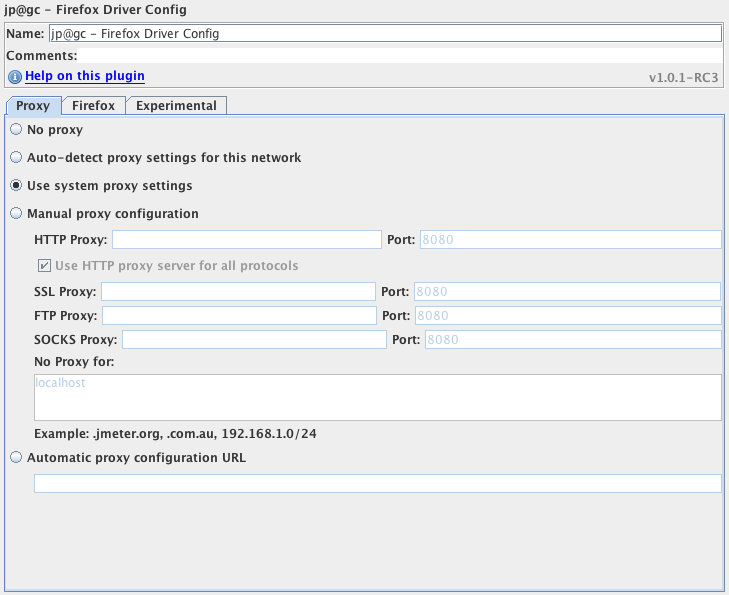 jp@gc - Firefox Driver Config
Name: jp@gc - Firefox Driver Config
Comments:
Help on this plugin v1.0.1-RC3
Proxy Firefox Experimental
No proxy
Auto-detect proxy settings for this network
Use system proxy settings
Manual proxy configuration
HTTP Proxy: Port: 8080
Use HTTP proxy server for all protocols
SSL Proxy: Port: 8080
FTP Proxy: Port: 8080
SOCKS Proxy: Port: 8080
No Proxy for:
localhost
Example: .jmeter.org, .com.au, 192.168.1.0/24
Automatic proxy configuration URL